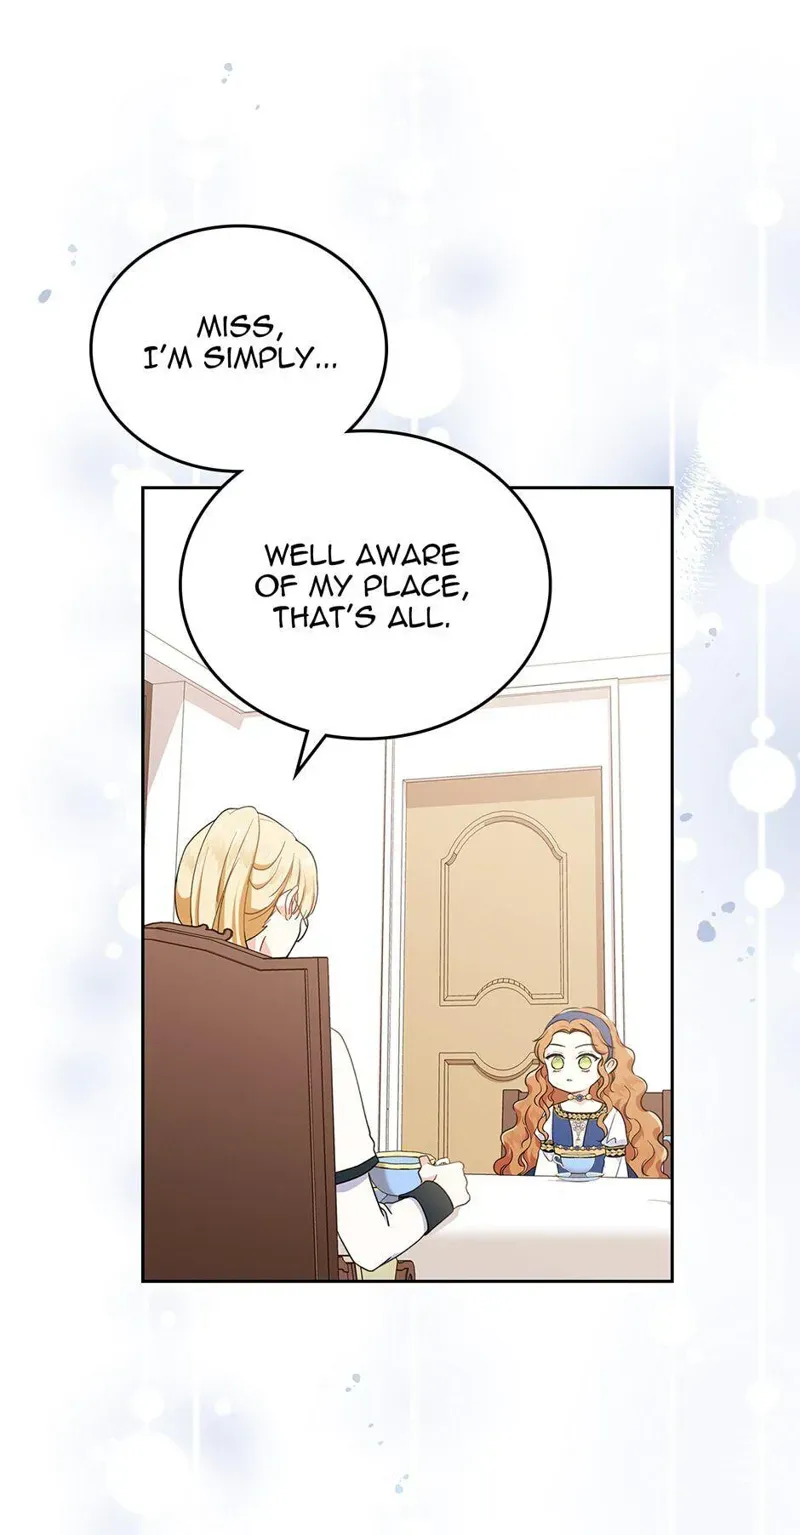 MISS,
I'M SIMPLY...
WELL AWARE
OF MY PLACE,
THAT'S ALL.